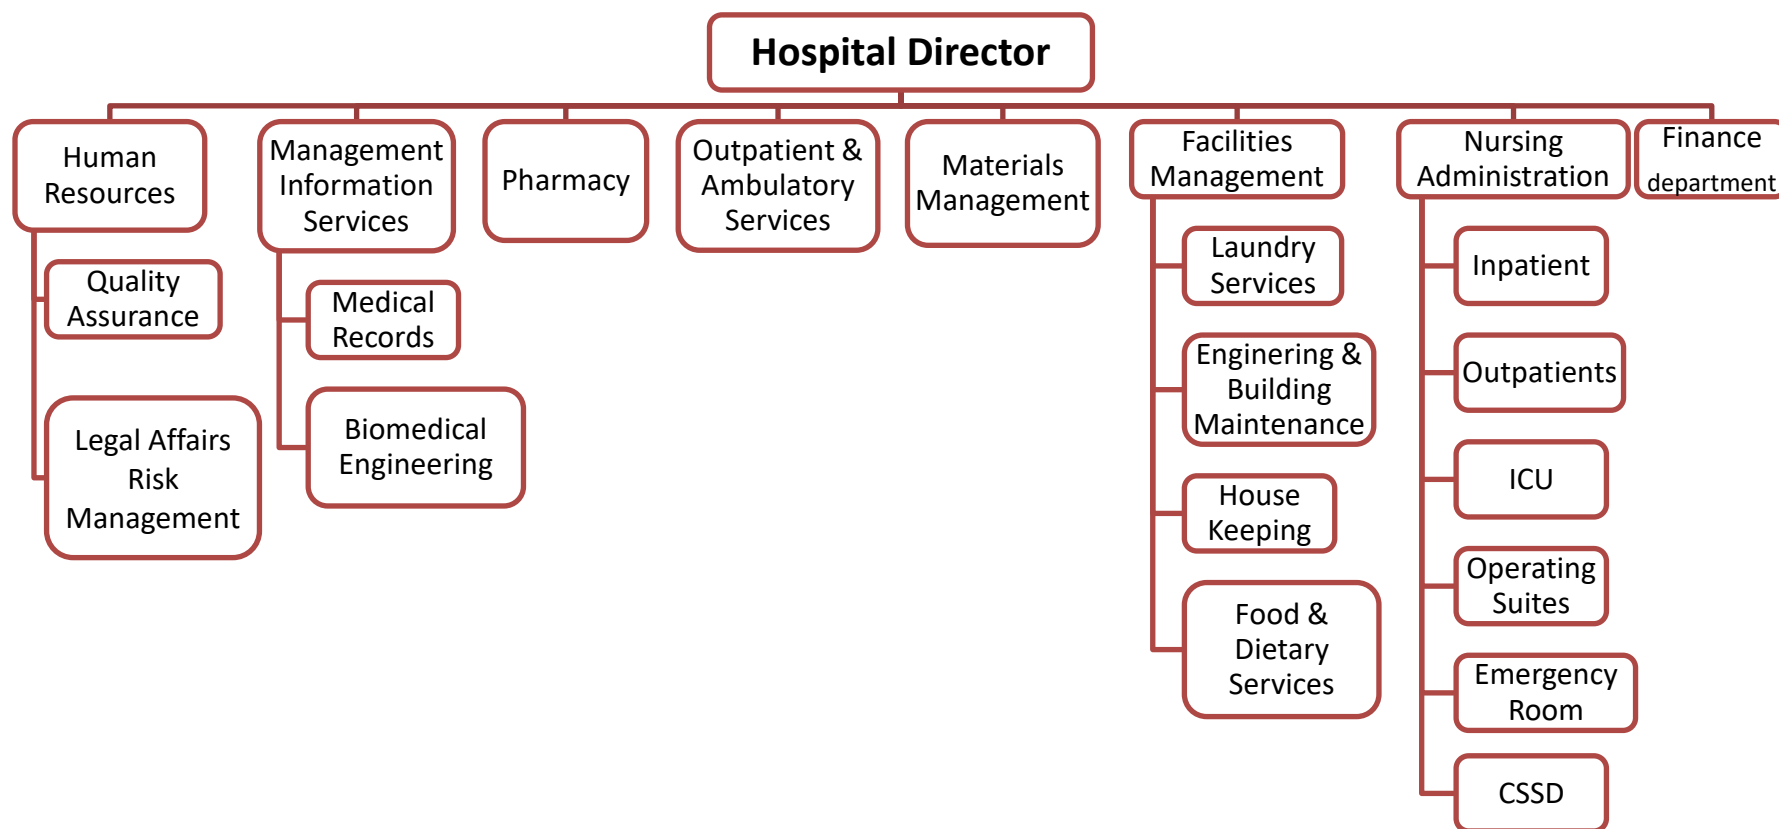 Hospital Director
Human
Resources
Management
Information
Services
Pharmacy
Outpatient &
Ambulatory
Services
Materials
Management
Facilities
Management
Nursing
Administration
Finance
department
Quality
Assurance
Legal Affairs
Risk
Management
Medical
Records
Biomedical
Engineering
Laundry
Services
Enginering &
Building
Maintenance
House
Keeping
Food &
Dietary
Services
Inpatient
Outpatients
ICU
Operating
Suites
Emergency
Room
CSSD